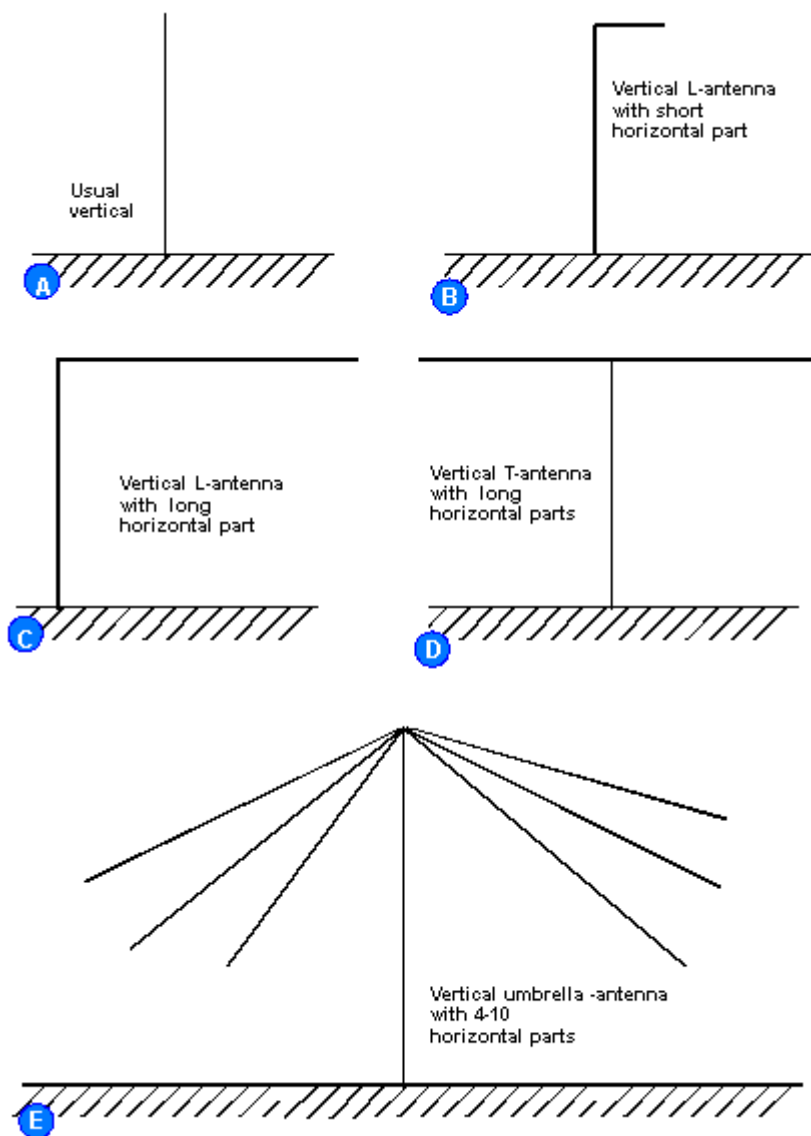 Usual
vertical
A
Vertical L-antenna
with short
horizontal part
B
Vertical L-antenna
with long
horizontal part
C
Vertical T-antenna
with long
horizontal parts
D
Vertical umbrella -antenna
with 4-10
horizontal parts
E